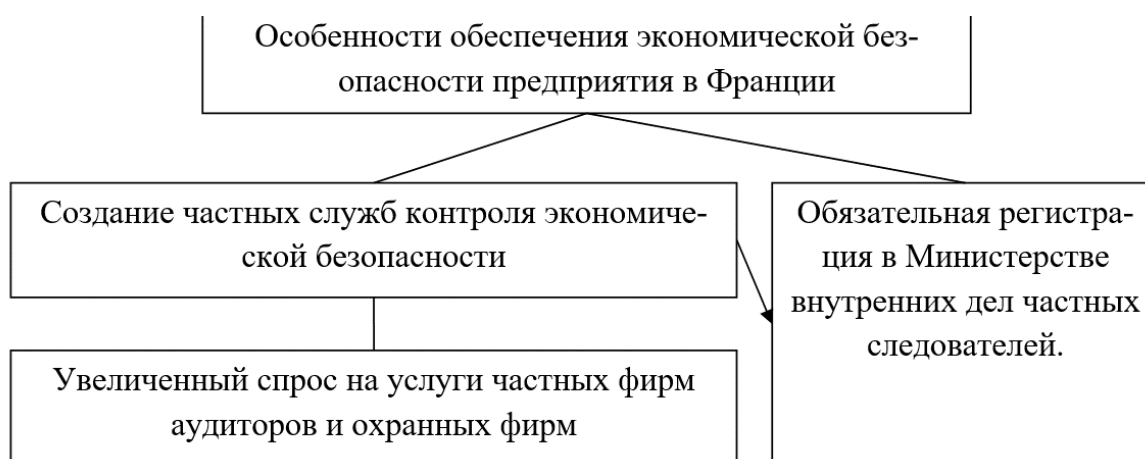 Особенности обеспечения экономической без-
опасности предприятия в Франции
Создание частных служб контроля экономиче-
ской безопасности
Обязательная регистра-
ция в Министерстве
внутренних дел частных
следователей.
Увеличенный спрос на услуги частных фирм
аудиторов и охранных фирм